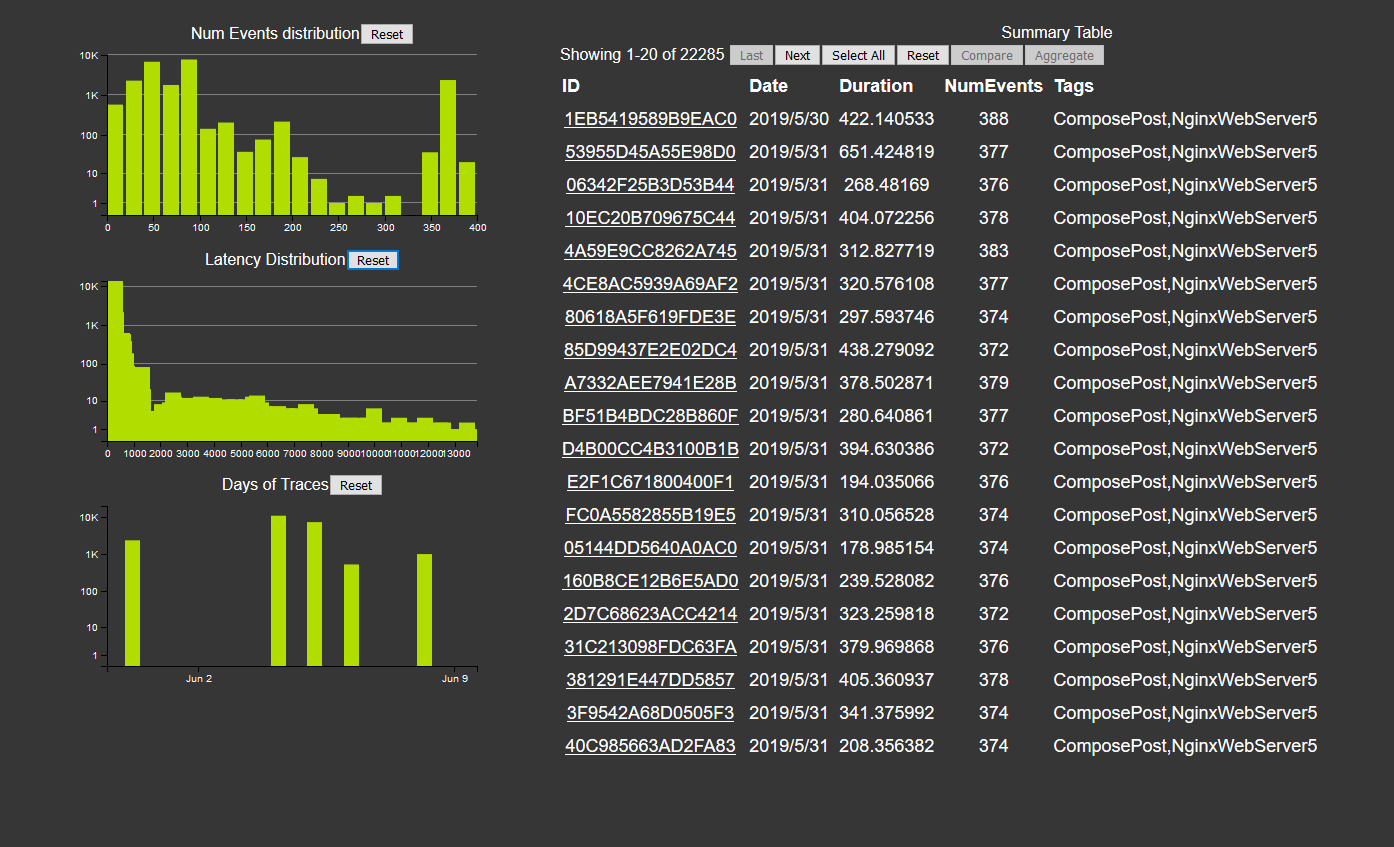 Num Events distribution Reset
10K
1K
100
10
1
0 50 100 150 200 250 300 350 400
Latency Distribution Reset
10K
1K
100
10
1
0 1000 2000 3000 4000 5000 6000 7000 8000 9000 10000 11000 12000 13000
Days of Traces Reset
10K
1K
100
10
1
Jun 2 Jun 9
Summary Table
Showing 1-20 of 22285 Last Next Select All Reset Compare Aggregate
ID Date Duration NumEvents Tags
1EB5419589B9EAC0 2019/5/30 422.140533 388 ComposePost,NginxWebServer5
53955D45A55E98D0 2019/5/31 651.424819 377 ComposePost,NginxWebServer5
06342F25B3D53B44 2019/5/31 268.48169 376 ComposePost,NginxWebServer5
10EC20B709675C44 2019/5/31 404.072256 378 ComposePost,NginxWebServer5
4A59E9CC8262A745 2019/5/31 312.827719 383 ComposePost,NginxWebServer5
4CE8AC5939A69AF2 2019/5/31 320.576108 377 ComposePost,NginxWebServer5
80618A5F619FDE3E 2019/5/31 297.593746 374 ComposePost,NginxWebServer5
85D99437E2E02DC4 2019/5/31 438.279092 372 ComposePost,NginxWebServer5
A7332AEE7941E28B 2019/5/31 378.502871 379 ComposePost,NginxWebServer5
BF51B4BDC28B860F 2019/5/31 280.640861 377 ComposePost,NginxWebServer5
D4B00CC4B3100B1B 2019/5/31 394.630386 372 ComposePost,NginxWebServer5
E2F1C671800400F1 2019/5/31 194.035066 376 ComposePost,NginxWebServer5
FC0A5582855B19E5 2019/5/31 310.056528 374 ComposePost,NginxWebServer5
05144DD5640A0AC0 2019/5/31 178.985154 374 ComposePost,NginxWebServer5
160B8CE12B6E5AD0 2019/5/31 239.528082 376 ComposePost,NginxWebServer5
2D7C68623ACC4214 2019/5/31 323.259818 372 ComposePost,NginxWebServer5
31C213098FDC63FA 2019/5/31 379.969868 376 ComposePost,NginxWebServer5
381291E447DD5857 2019/5/31 405.360937 378 ComposePost,NginxWebServer5
3F9542A68D0505F3 2019/5/31 341.375992 374 ComposePost,NginxWebServer5
40C985663AD2FA83 2019/5/31 208.356382 374 ComposePost,NginxWebServer5